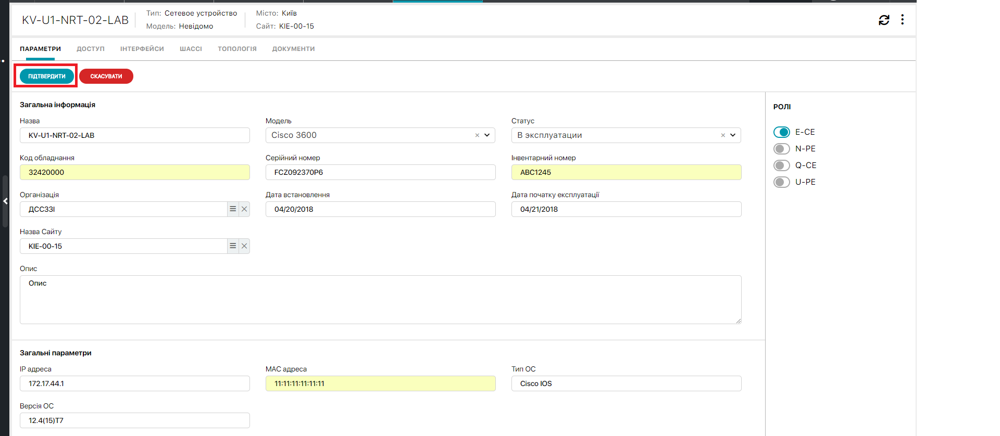 KV-U1-NRT-02-LAB
Тип: Сетевое устройство
Модель: Невідомо
Місто: Київ
Сайт: KIE-00-15
ПАРАМЕТРИ ДОСТУП ІНТЕРФЕЙСИ ШАССІ ТОПОЛОГІЯ ДОКУМЕНТИ
ПІДТВЕРДИТИ СКАСУВАТИ
Загальна інформація
Назва Модель Статус
KV-U1-NRT-02-LAB Cisco 3600 В эксплуатации
Код обладнання Серійний номер Інвентарний номер
32420000 FCZ092370P6 ABC1245
Організація Дата встановлення Дата початку експлуатації
ДССЗЗІ 04/20/2018 04/21/2018
Назва Сайту
KIE-00-15
Опис
Опис
Загальні параметри
IP адреса MAC адреса Тип ОС
172.17.44.1 11:11:11:11:11:11 Cisco IOS
Версія ОС
12.4(15)T7
РОЛІ
E-CE
N-PE
Q-CE
U-PE